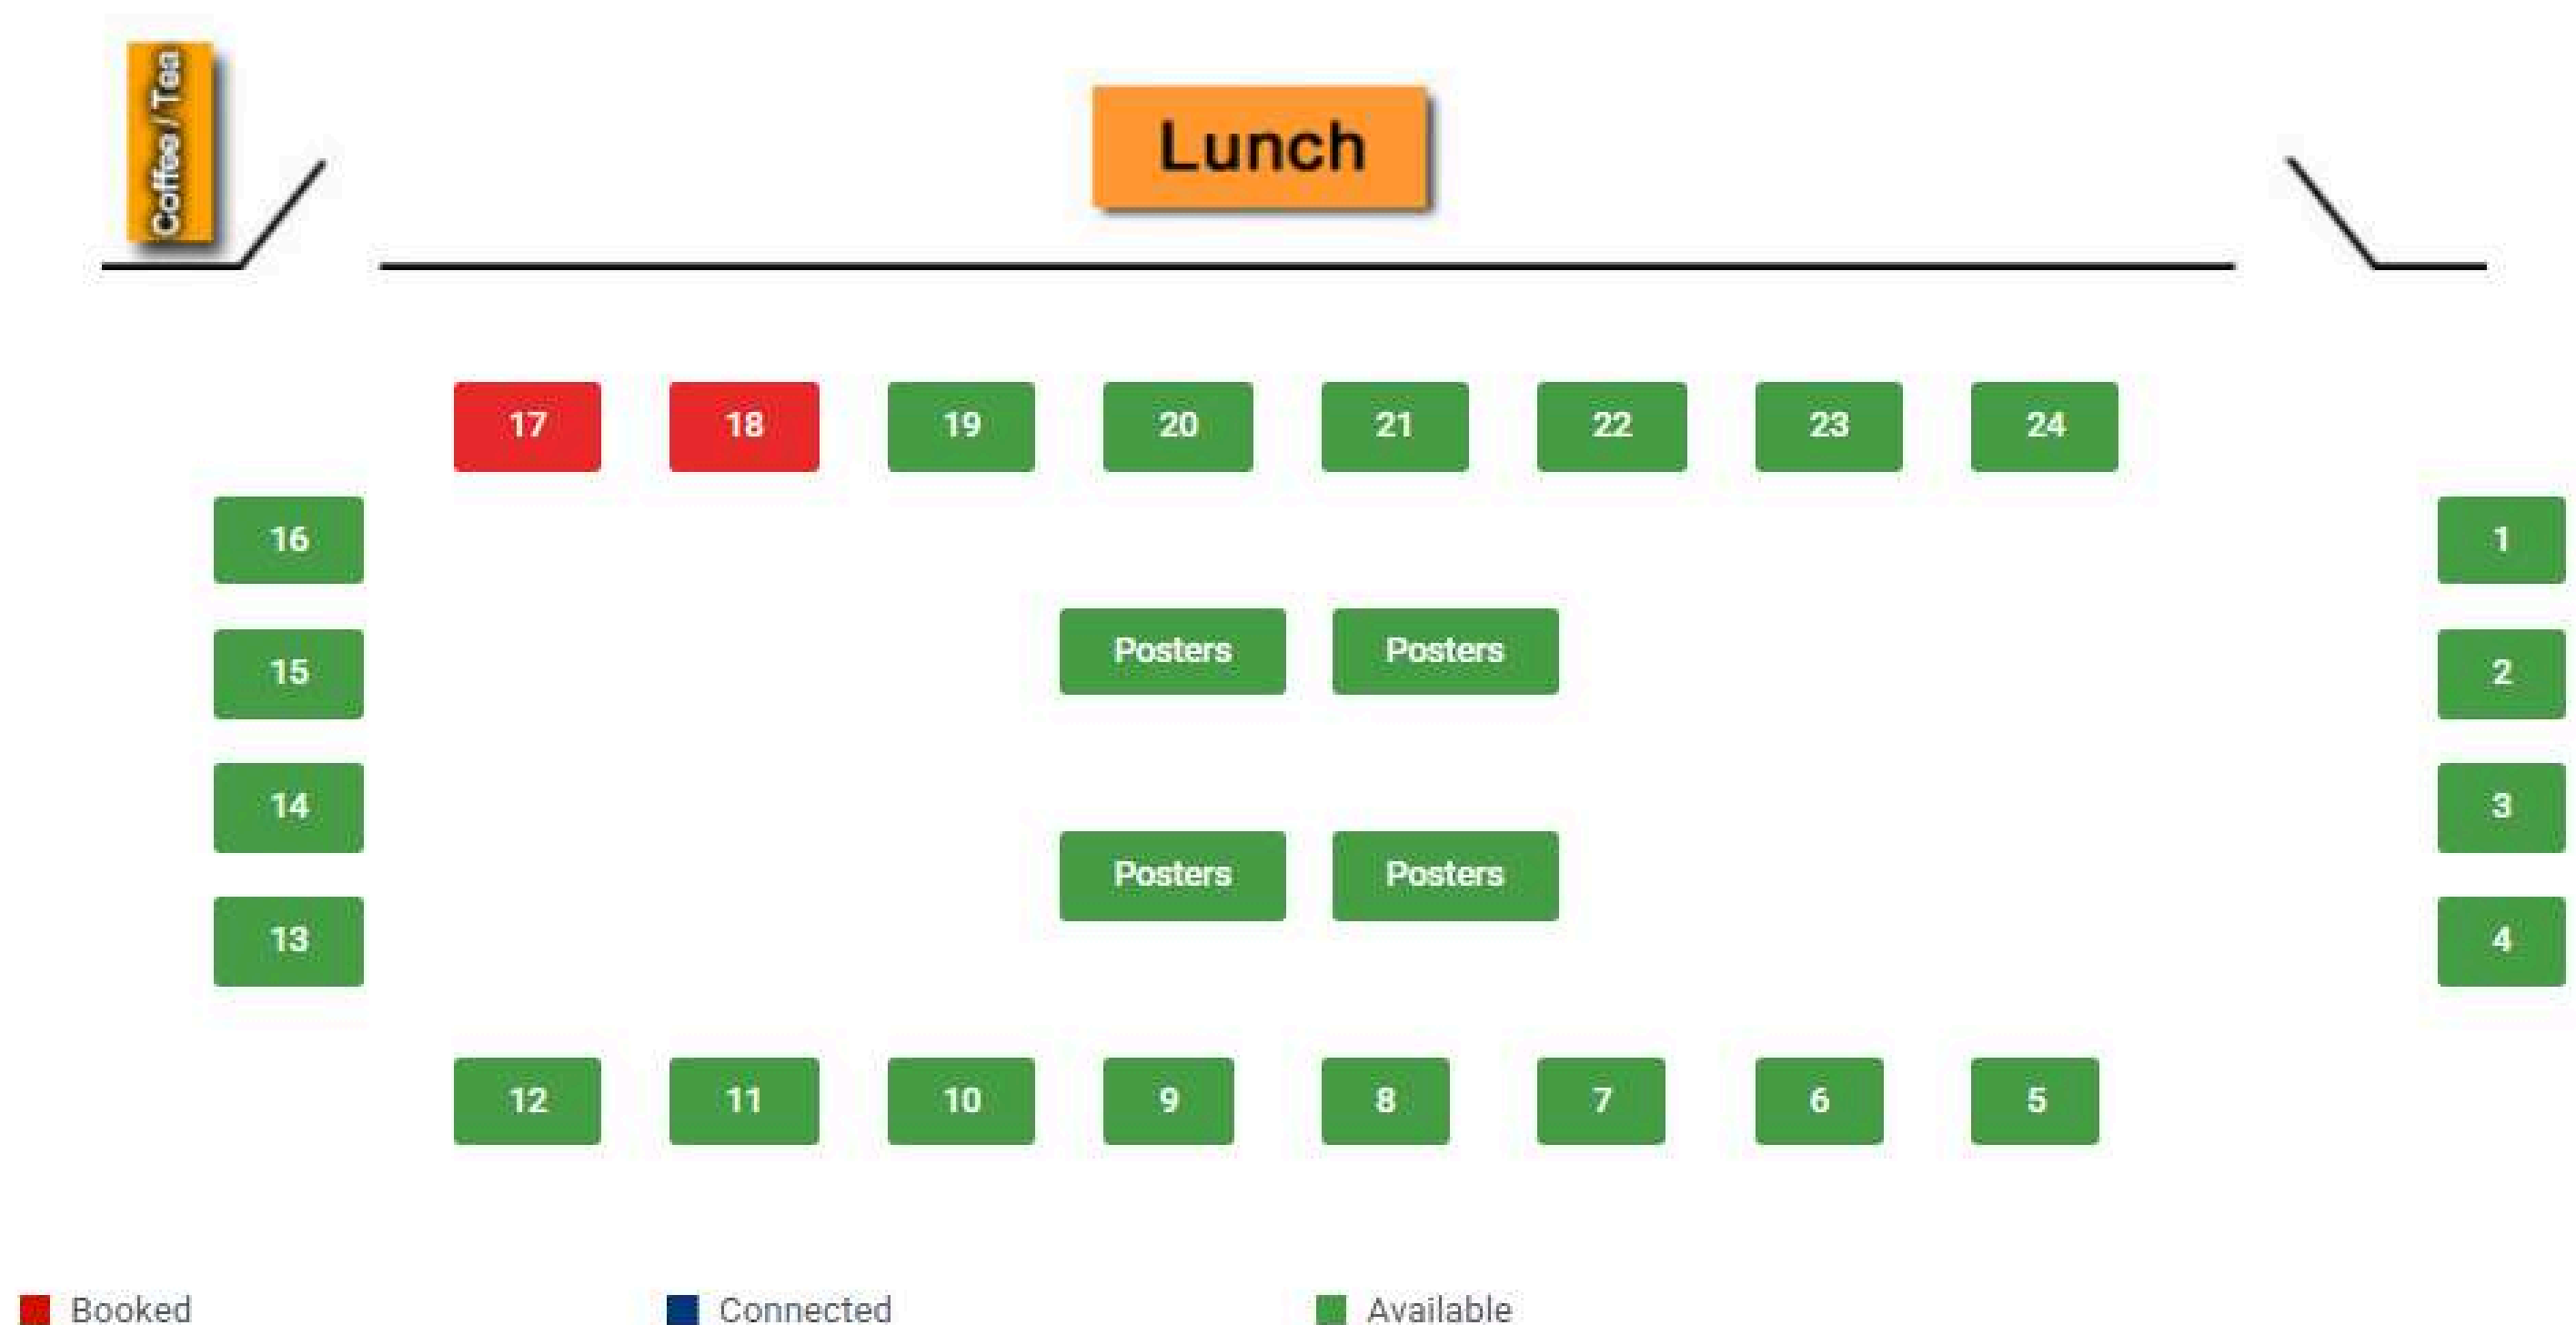 Coffee / Tea
Lunch
17 18 19 20 21 22 23 24
16 1
Posters Posters
15 2
14 3
Posters Posters
13 4
12 11 10 9 8 7 6 5
Booked Connected Available